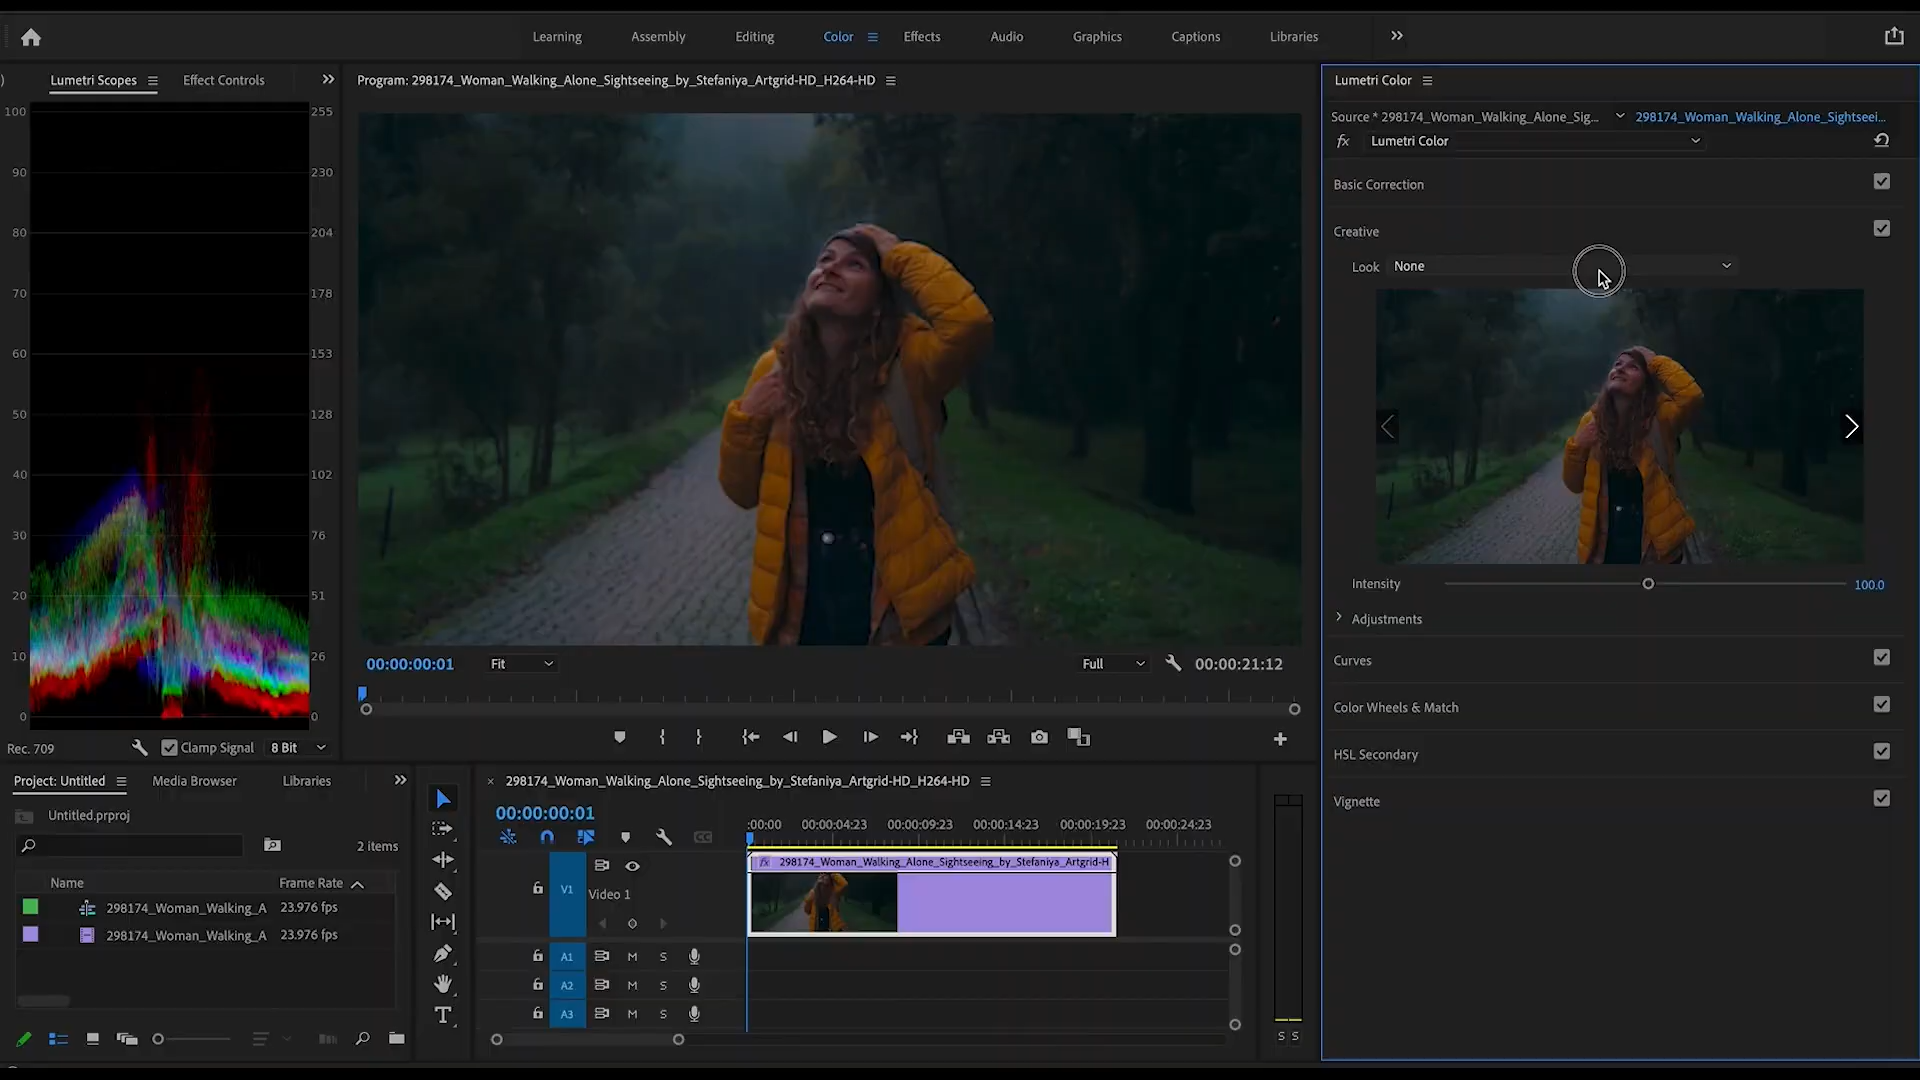 Learning Assembly Editing Color Effects Audio Graphics Captions Libraries
Lumetri Scopes Effect Controls
Program: 298174_Woman_Walking_Alone_Sightseeing_by_Stefaniya_Artgrid-HD_H264-HD
Lumetri Color
Source * 298174_Woman_Walking_Alone_Sig... 298174_Woman_Walking_Alone_Sightseei...
fx Lumetri Color
Basic Correction
Creative
Look None
Intensity 100.0
Adjustments
Curves
Color Wheels & Match
HSL Secondary
Vignette
100 255
90 230
80 204
70 178
60 153
50 128
40 102
30 76
20 51
10 26
0 0
Rec. 709 Clamp Signal 8 Bit
00:00:00:01 Fit Full 00:00:21:12
Project: Untitled Media Browser Libraries
Untitled.prproj
2 items
Name Frame Rate
298174_Woman_Walking_A 23.976 fps
298174_Woman_Walking_A 23.976 fps
298174_Woman_Walking_Alone_Sightseeing_by_Stefaniya_Artgrid-HD_H264-HD
00:00:00:01
:00:00 00:00:04:23 00:00:09:23 00:00:14:23 00:00:19:23 00:00:24:23
fx 298174_Woman_Walking_Alone_Sightseeing_by_Stefaniya_Artgrid-H
V1 Video 1
A1 M S
A2 M S
A3 M S
S S